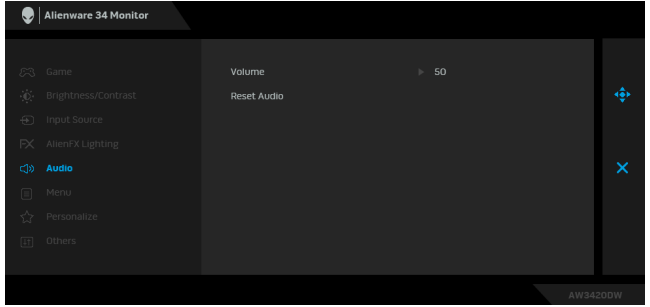 Alienware 34 Monitor
Game
Volume 50
Brightness/Contrast
Reset Audio
Input Source
AlienFX Lighting
Audio
Menu
Personalize
Others
AW3420DW